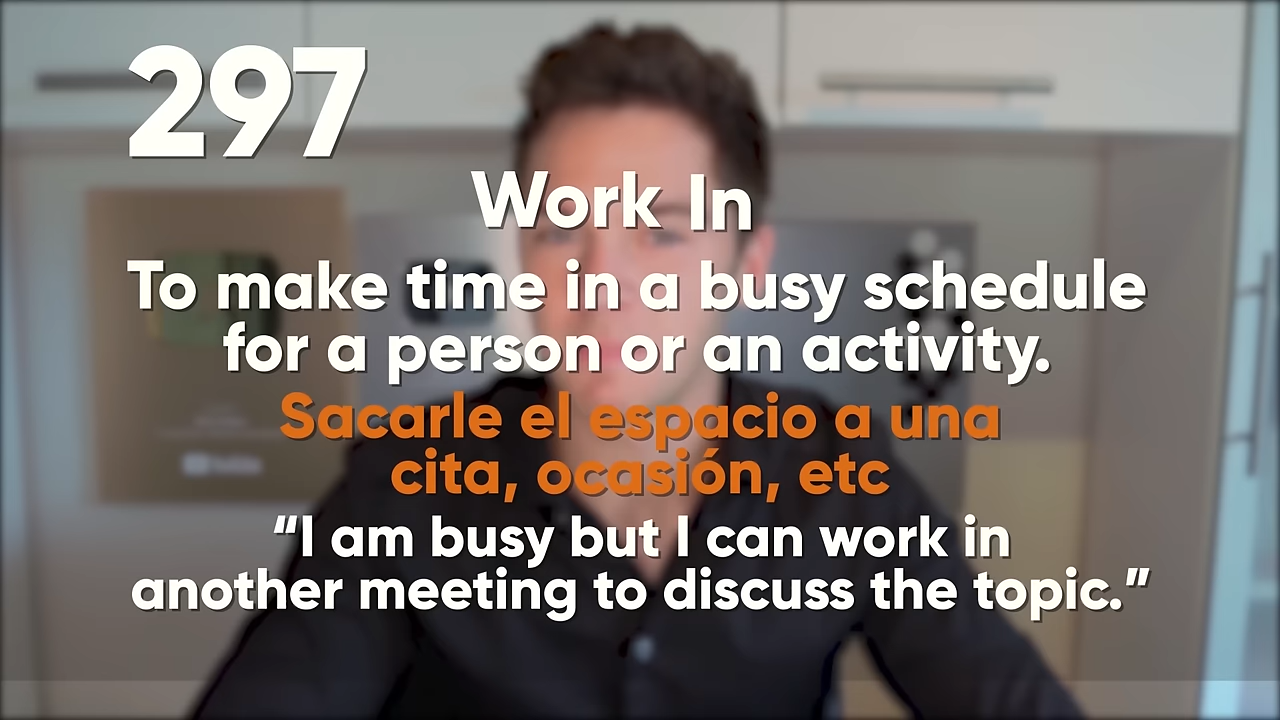 297
Work In
To make time in a busy schedule
for a person or an activity.
Sacarle el espacio a una
cita, ocasión, etc
“I am busy but I can work in
another meeting to discuss the topic.”